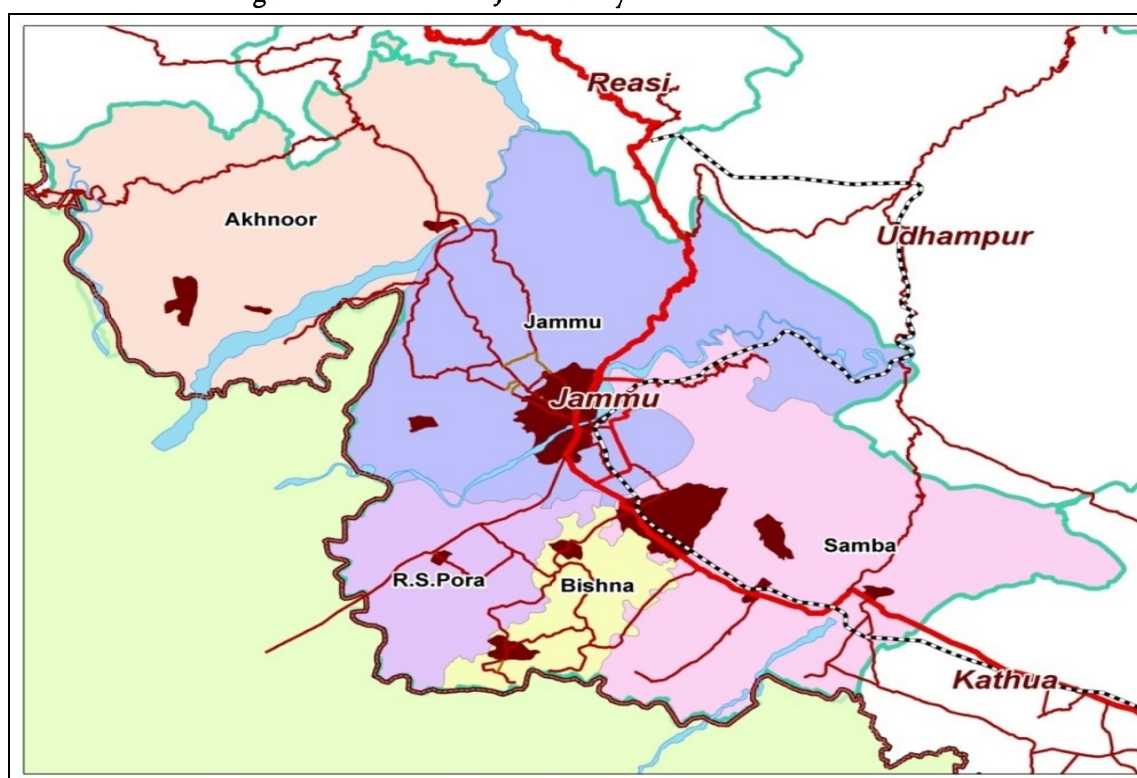 Reasi
Akhnoor
Udhampur
Jammu
Jammu
Samba
R.S.Pora
Bishna
Kathua